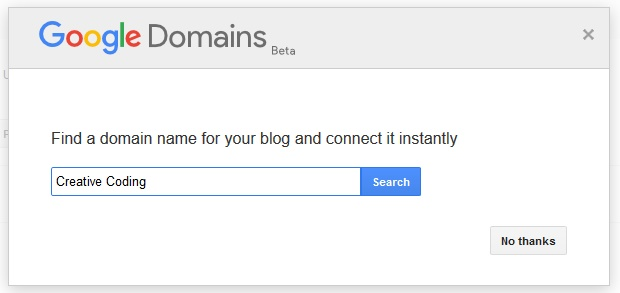 Google Domains Beta
×
Find a domain name for your blog and connect it instantly
Creative Coding
Search
No thanks